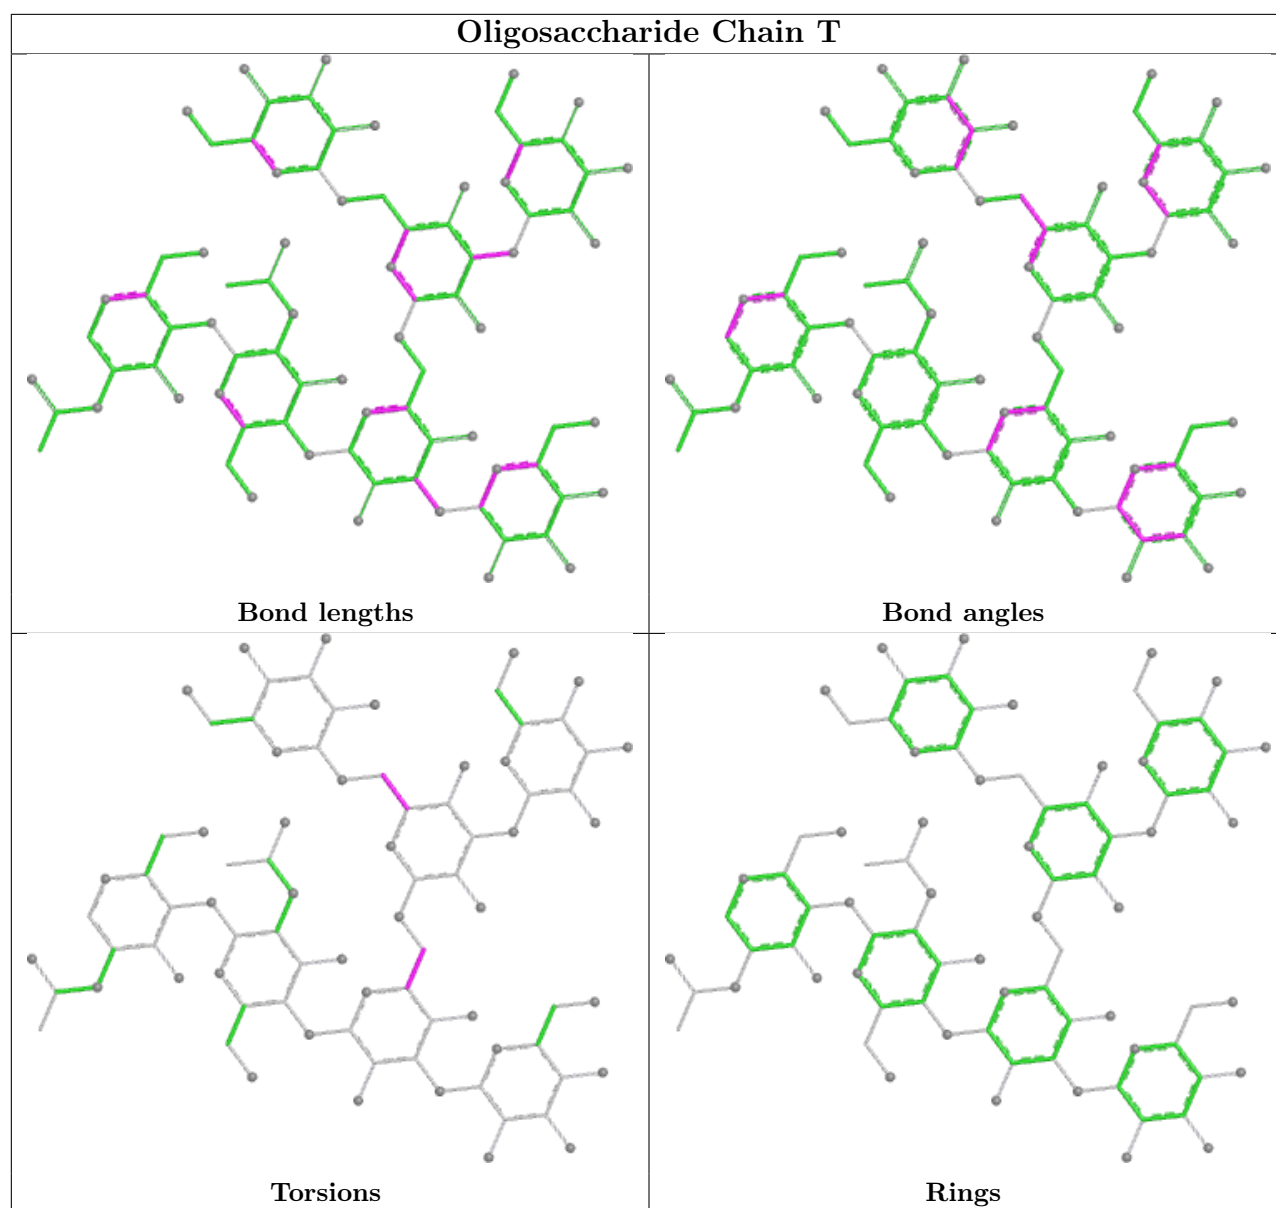 Oligosaccharide Chain T
Bond lengths
Bond angles
Torsions
Rings